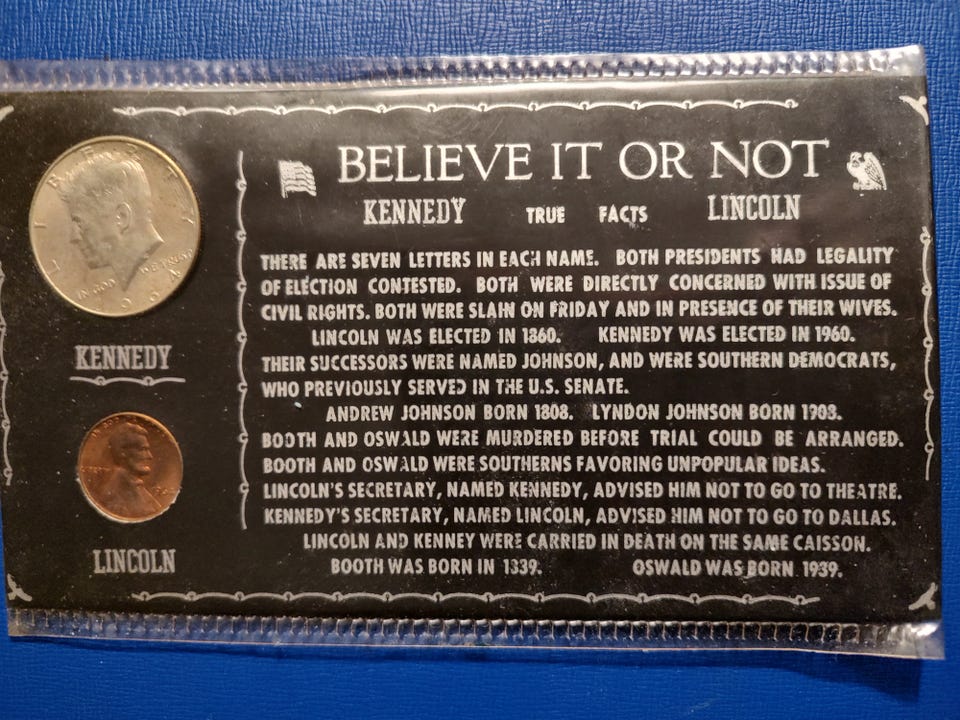 LIBERTY
IN GOD WE TRUST
1964
KENNEDY
LIBERTY
LINCOLN
BELIEVE IT OR NOT
KENNEDY TRUE FACTS LINCOLN
THERE ARE SEVEN LETTERS IN EACH NAME. BOTH PRESIDENTS HAD LEGALITY
OF ELECTION CONTESTED. BOTH WERE DIRECTLY CONCERNED WITH ISSUE OF
CIVIL RIGHTS. BOTH WERE SLAIN ON FRIDAY AND IN PRESENCE OF THEIR WIVES.
LINCOLN WAS ELECTED IN 1860. KENNEDY WAS ELECTED IN 1960.
THEIR SUCCESSORS WERE NAMED JOHNSON, AND WERE SOUTHERN DEMOCRATS,
WHO PREVIOUSLY SERVED IN THE U.S. SENATE.
ANDREW JOHNSON BORN 1808. LYNDON JOHNSON BORN 1908.
BOOTH AND OSWALD WERE MURDERED BEFORE TRIAL COULD BE ARRANGED.
BOOTH AND OSWALD WERE SOUTHERNS FAVORING UNPOPULAR IDEAS.
LINCOLN'S SECRETARY, NAMED KENNEDY, ADVISED HIM NOT TO GO TO THEATRE.
KENNEDY'S SECRETARY, NAMED LINCOLN, ADVISED HIM NOT TO GO TO DALLAS.
LINCOLN AND KENNEY WERE CARRIED IN DEATH ON THE SAME CAISSON.
BOOTH WAS BORN IN 1339. OSWALD WAS BORN 1939.